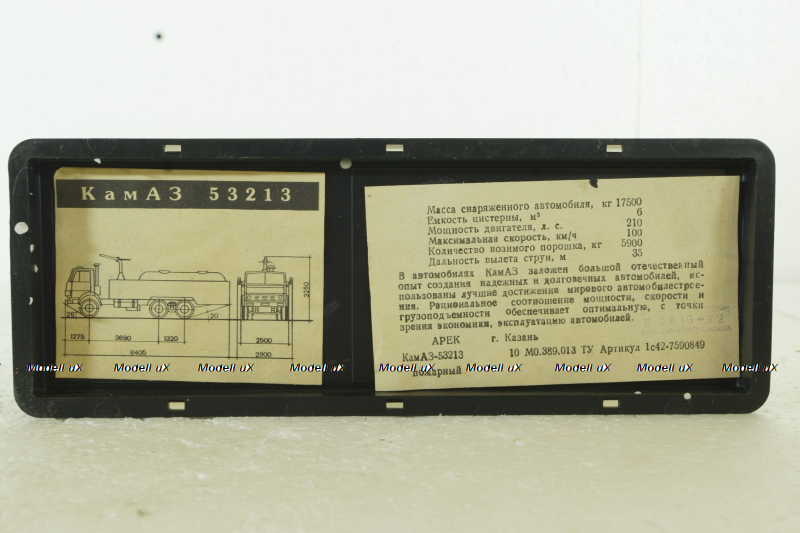 КамАЗ 53213
3250
25°
20°
1275
3690
1320
8405
2500
2900
Масса снаряженного автомобиля, кг 17500
Емкость цистерны, м³ 6
Мощность двигателя, л. с. 210
Максимальная скорость, км/ч 100
Количество возимого порошка, кг 5900
Дальность вылета струи, м 35
В автомобилях КамАЗ заложен большой отечественный
опыт создания надежных и долговечных автомобилей, ис-
пользованы лучшие достижения мирового автомобилестрое-
ния. Рациональное соотношение мощности, скорости и
грузоподъемности обеспечивает оптимальную, с точки
зрения экономики, эксплуатацию автомобилей.
АРЕК г. Казань
КамАЗ-53213 10 М0.389.013 ТУ Артикул 1с42-7590849
пожарный
Modell uX Modell uX Modell uX Modell uX Modell uX Modell uX Modell uX Modell uX